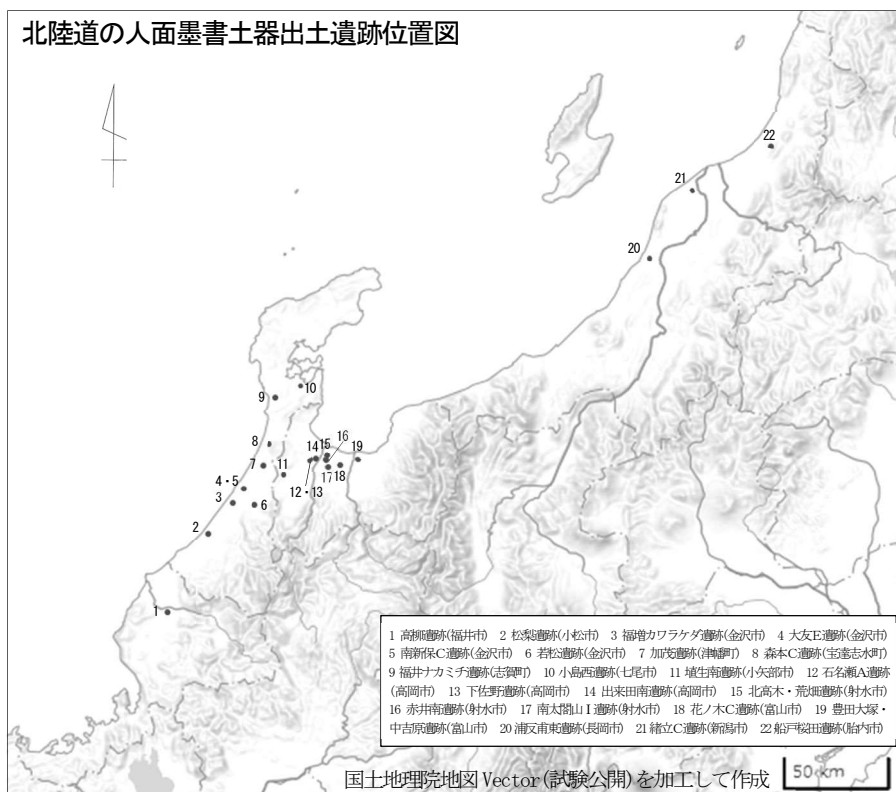 北陸道の人面墨書土器出土遺跡位置図
22
21
20
10
9
8
16
15
14
19
7
11
4・5
17
18
12・13
3
6
2
1
1 高柳遺跡(福井市) 2 松梨遺跡(小松市) 3 福増カワラケダ遺跡(金沢市) 4 大友E遺跡(金沢市)
5 南新保C遺跡(金沢市) 6 若松遺跡(金沢市) 7 加茂遺跡(津幡町) 8 森本C遺跡(宝達志水町)
9 福井ナカミチ遺跡(志賀町) 10 小島西遺跡(七尾市) 11 埴生南遺跡(小矢部市) 12 石名瀬A遺跡
(高岡市) 13 下佐野遺跡(高岡市) 14 出来田南遺跡(高岡市) 15 北高木・荒畑遺跡(射水市)
16 赤井南遺跡(射水市) 17 南太閤山Ⅰ遺跡(射水市) 18 花ノ木C遺跡(富山市) 19 豊田大塚・
中吉原遺跡(富山市) 20 浦反甫東遺跡(長岡市) 21 緒立C遺跡(新潟市) 22 船戸桜田遺跡(胎内市)
国土地理院地図 Vector(試験公開)を加工して作成
50 km